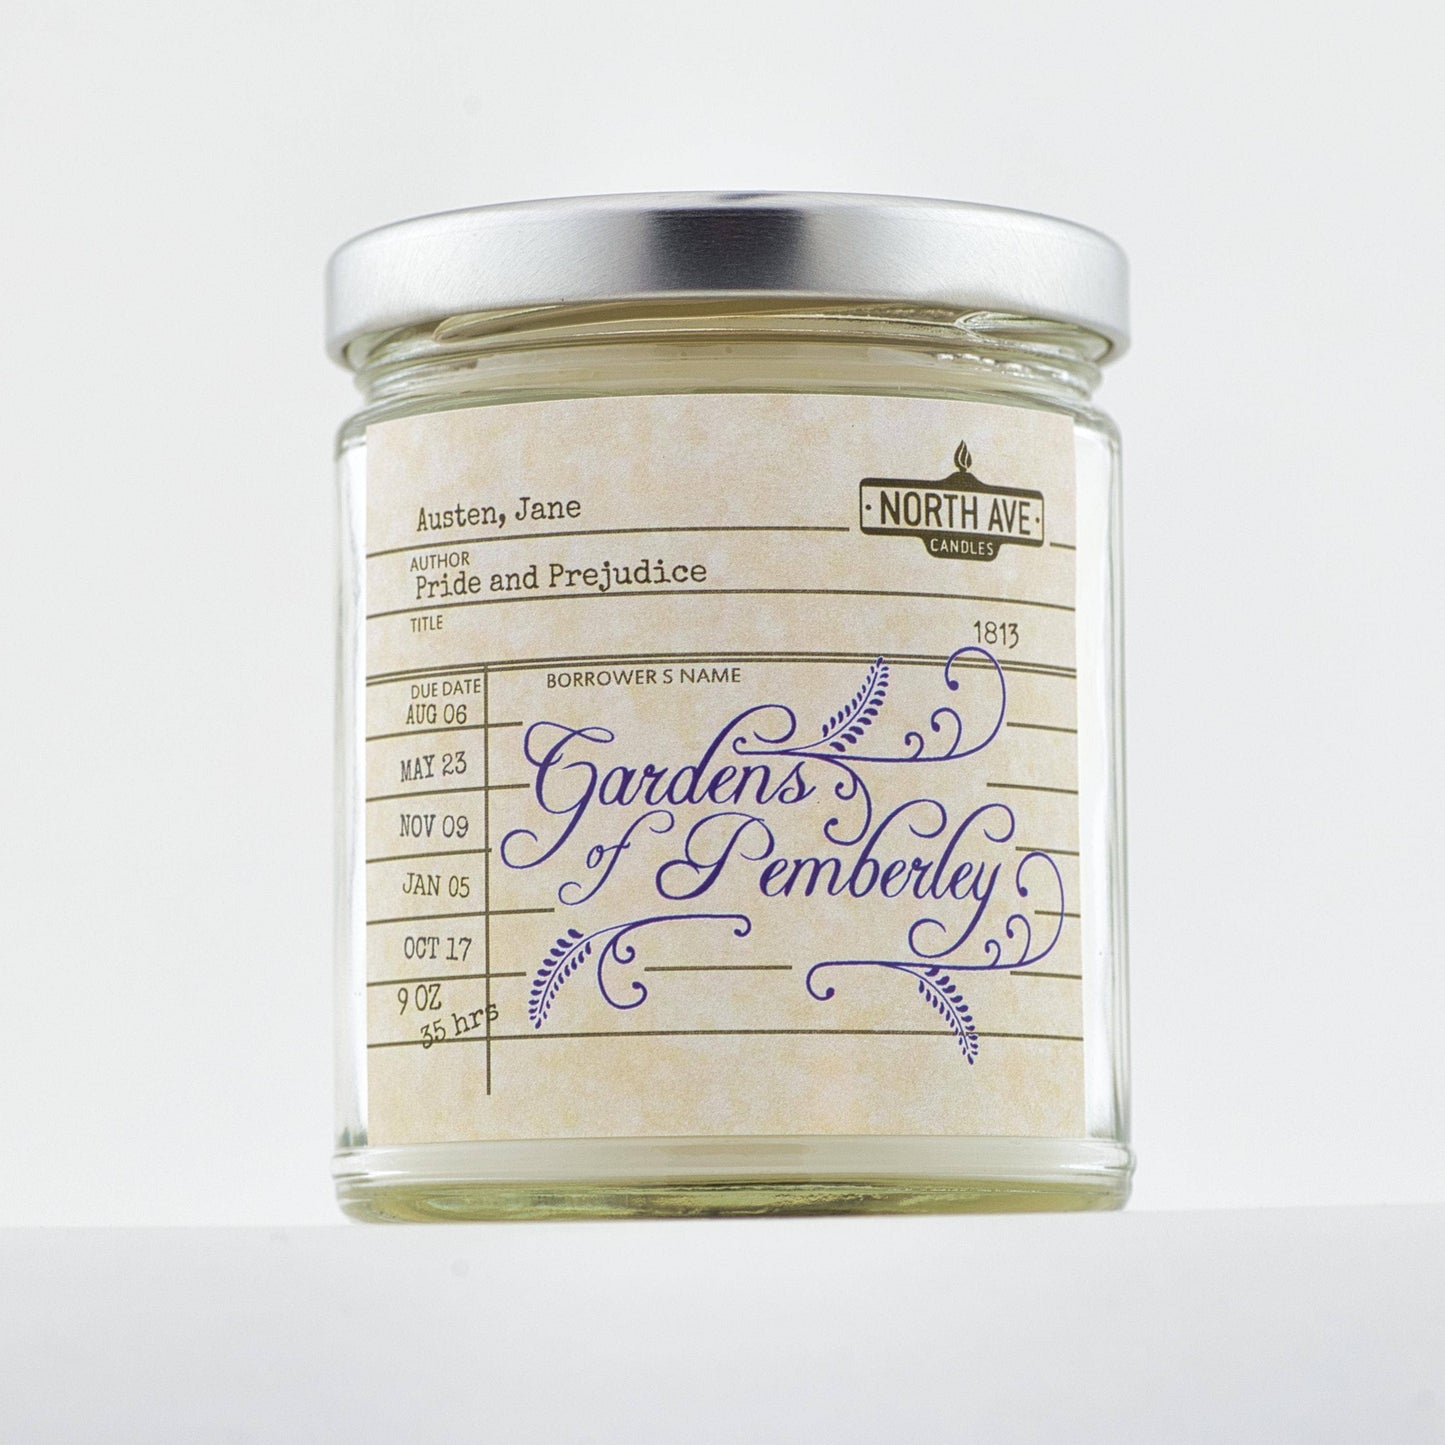 Austen, Jane
· NORTH AVE ·
CANDLES
AUTHOR
Pride and Prejudice
TITLE
1813
DUE DATE
BORROWER S NAME
AUG 06
MAY 23
NOV 09
JAN 05
OCT 17
9 OZ
35 hrs
Gardens
of Pemberley